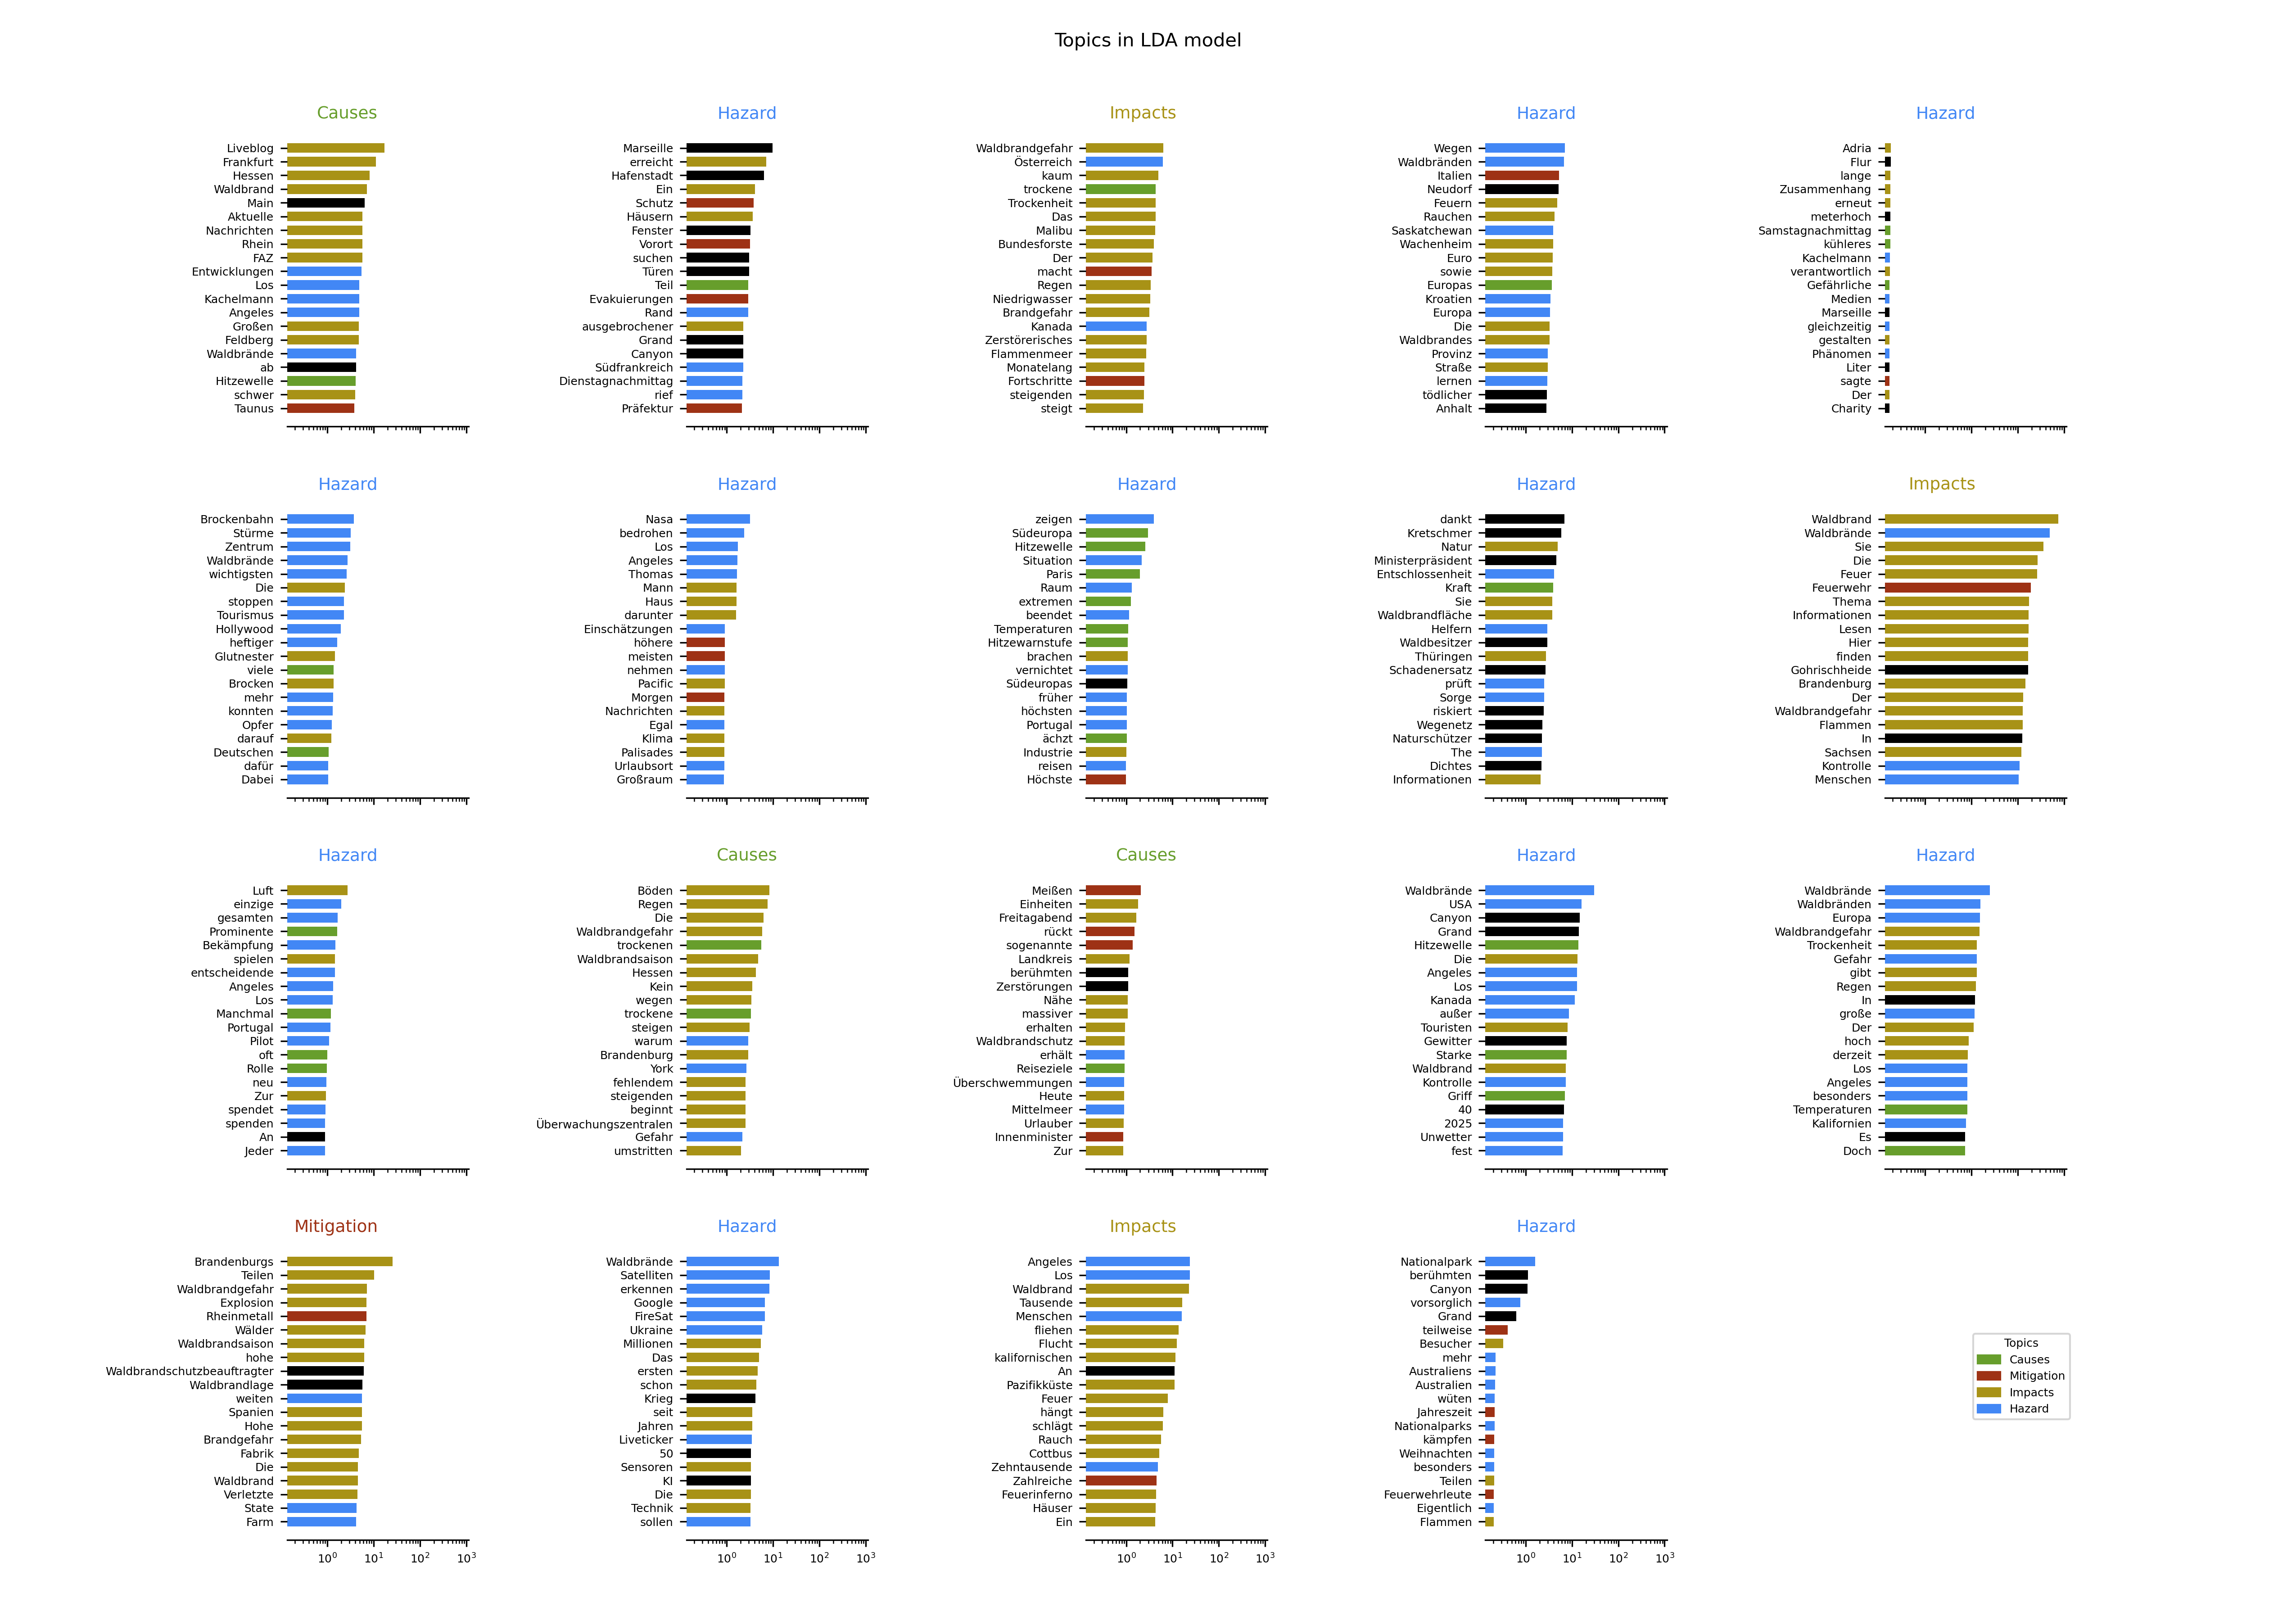 Topics in LDA model
Causes
Liveblog
Frankfurt
Hessen
Waldbrand
Main
Aktuelle
Nachrichten
Rhein
FAZ
Entwicklungen
Los
Kachelmann
Angeles
Großen
Feldberg
Waldbrände
ab
Hitzewelle
schwer
Taunus
Hazard
Marseille
erreicht
Hafenstadt
Ein
Schutz
Häusern
Fenster
Vorort
suchen
Türen
Teil
Evakuierungen
Rand
ausgebrochener
Grand
Canyon
Südfrankreich
Dienstagnachmittag
rief
Präfektur
Impacts
Waldbrandgefahr
Österreich
kaum
trockene
Trockenheit
Das
Malibu
Bundesforste
Der
macht
Regen
Niedrigwasser
Brandgefahr
Kanada
Zerstörerisches
Flammenmeer
Monatelang
Fortschritte
steigenden
steigt
Hazard
Wegen
Waldbränden
Italien
Neudorf
Feuern
Rauchen
Saskatchewan
Wachenheim
Euro
sowie
Europas
Kroatien
Europa
Die
Waldbrandes
Provinz
Straße
lernen
tödlicher
Anhalt
Hazard
Adria
Flur
lange
Zusammenhang
erneut
meterhoch
Samstagnachmittag
kühleres
Kachelmann
verantwortlich
Gefährliche
Medien
Marseille
gleichzeitig
gestalten
Phänomen
Liter
sagte
Der
Charity
Hazard
Brockenbahn
Stürme
Zentrum
Waldbrände
wichtigsten
Die
stoppen
Tourismus
Hollywood
heftiger
Glutnester
viele
Brocken
mehr
konnten
Opfer
darauf
Deutschen
dafür
Dabei
Hazard
Nasa
bedrohen
Los
Angeles
Thomas
Mann
Haus
darunter
Einschätzungen
höhere
meisten
nehmen
Pacific
Morgen
Nachrichten
Egal
Klima
Palisades
Urlaubsort
Großraum
Hazard
zeigen
Südeuropa
Hitzewelle
Situation
Paris
Raum
extremen
beendet
Temperaturen
Hitzewarnstufe
brachen
vernichtet
Südeuropas
früher
höchsten
Portugal
ächzt
Industrie
reisen
Höchste
Hazard
dankt
Kretschmer
Natur
Ministerpräsident
Entschlossenheit
Kraft
Sie
Waldbrandfläche
Helfern
Waldbesitzer
Thüringen
Schadenersatz
prüft
Sorge
riskiert
Wegenetz
Naturschützer
The
Dichtes
Informationen
Impacts
Waldbrand
Waldbrände
Sie
Die
Feuer
Feuerwehr
Thema
Informationen
Lesen
Hier
finden
Gohrischheide
Brandenburg
Der
Waldbrandgefahr
Flammen
In
Sachsen
Kontrolle
Menschen
Hazard
Luft
einzige
gesamten
Prominente
Bekämpfung
spielen
entscheidende
Angeles
Los
Manchmal
Portugal
Pilot
oft
Rolle
neu
Zur
spendet
spenden
An
Jeder
Causes
Böden
Regen
Die
Waldbrandgefahr
trockenen
Waldbrandsaison
Hessen
Kein
wegen
trockene
steigen
warum
Brandenburg
York
fehlendem
steigenden
beginnt
Überwachungszentralen
Gefahr
umstritten
Causes
Meißen
Einheiten
Freitagabend
rückt
sogenannte
Landkreis
berühmten
Zerstörungen
Nähe
massiver
erhalten
Waldbrandschutz
erhält
Reiseziele
Überschwemmungen
Heute
Mittelmeer
Urlauber
Innenminister
Zur
Hazard
Waldbrände
USA
Canyon
Grand
Hitzewelle
Die
Angeles
Los
Kanada
außer
Touristen
Gewitter
Starke
Waldbrand
Kontrolle
Griff
40
2025
Unwetter
fest
Hazard
Waldbrände
Waldbränden
Europa
Waldbrandgefahr
Trockenheit
Gefahr
gibt
Regen
In
große
Der
hoch
derzeit
Los
Angeles
besonders
Temperaturen
Kalifornien
Es
Doch
Mitigation
Brandenburgs
Teilen
Waldbrandgefahr
Explosion
Rheinmetall
Wälder
Waldbrandsaison
hohe
Waldbrandschutzbeauftragter
Waldbrandlage
weiten
Spanien
Hohe
Brandgefahr
Fabrik
Die
Waldbrand
Verletzte
State
Farm
10⁰ 10¹ 10² 10³
Hazard
Waldbrände
Satelliten
erkennen
Google
FireSat
Ukraine
Millionen
Das
ersten
schon
Krieg
seit
Jahren
Liveticker
50
Sensoren
KI
Die
Technik
sollen
10⁰ 10¹ 10² 10³
Impacts
Angeles
Los
Waldbrand
Tausende
Menschen
fliehen
Flucht
kalifornischen
An
Pazifikküste
Feuer
hängt
schlägt
Rauch
Cottbus
Zehntausende
Zahlreiche
Feuerinferno
Häuser
Ein
10⁰ 10¹ 10² 10³
Hazard
Nationalpark
berühmten
Canyon
vorsorglich
Grand
teilweise
Besucher
mehr
Australiens
Australien
wüten
Jahreszeit
Nationalparks
kämpfen
Weihnachten
besonders
Teilen
Feuerwehrleute
Eigentlich
Flammen
10⁰ 10¹ 10² 10³
Topics
Causes
Mitigation
Impacts
Hazard